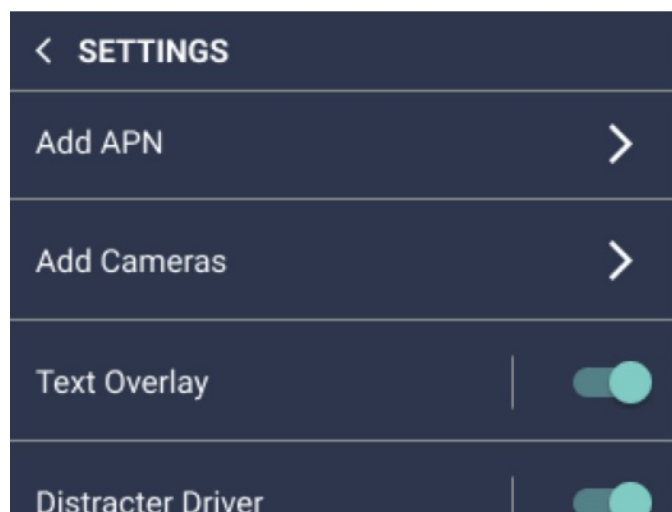 SETTINGS
Add APN
Add Cameras
Text Overlay
Distracter Driver